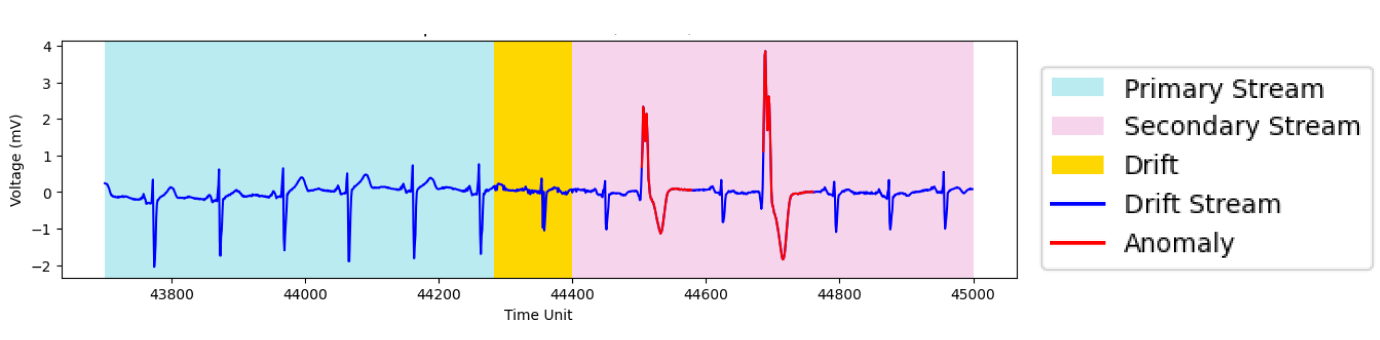 4
3
2
1
0
−1
−2
Voltage (mV)
43800 44000 44200 44400 44600 44800 45000
Time Unit
Primary Stream
Secondary Stream
Drift
Drift Stream
Anomaly